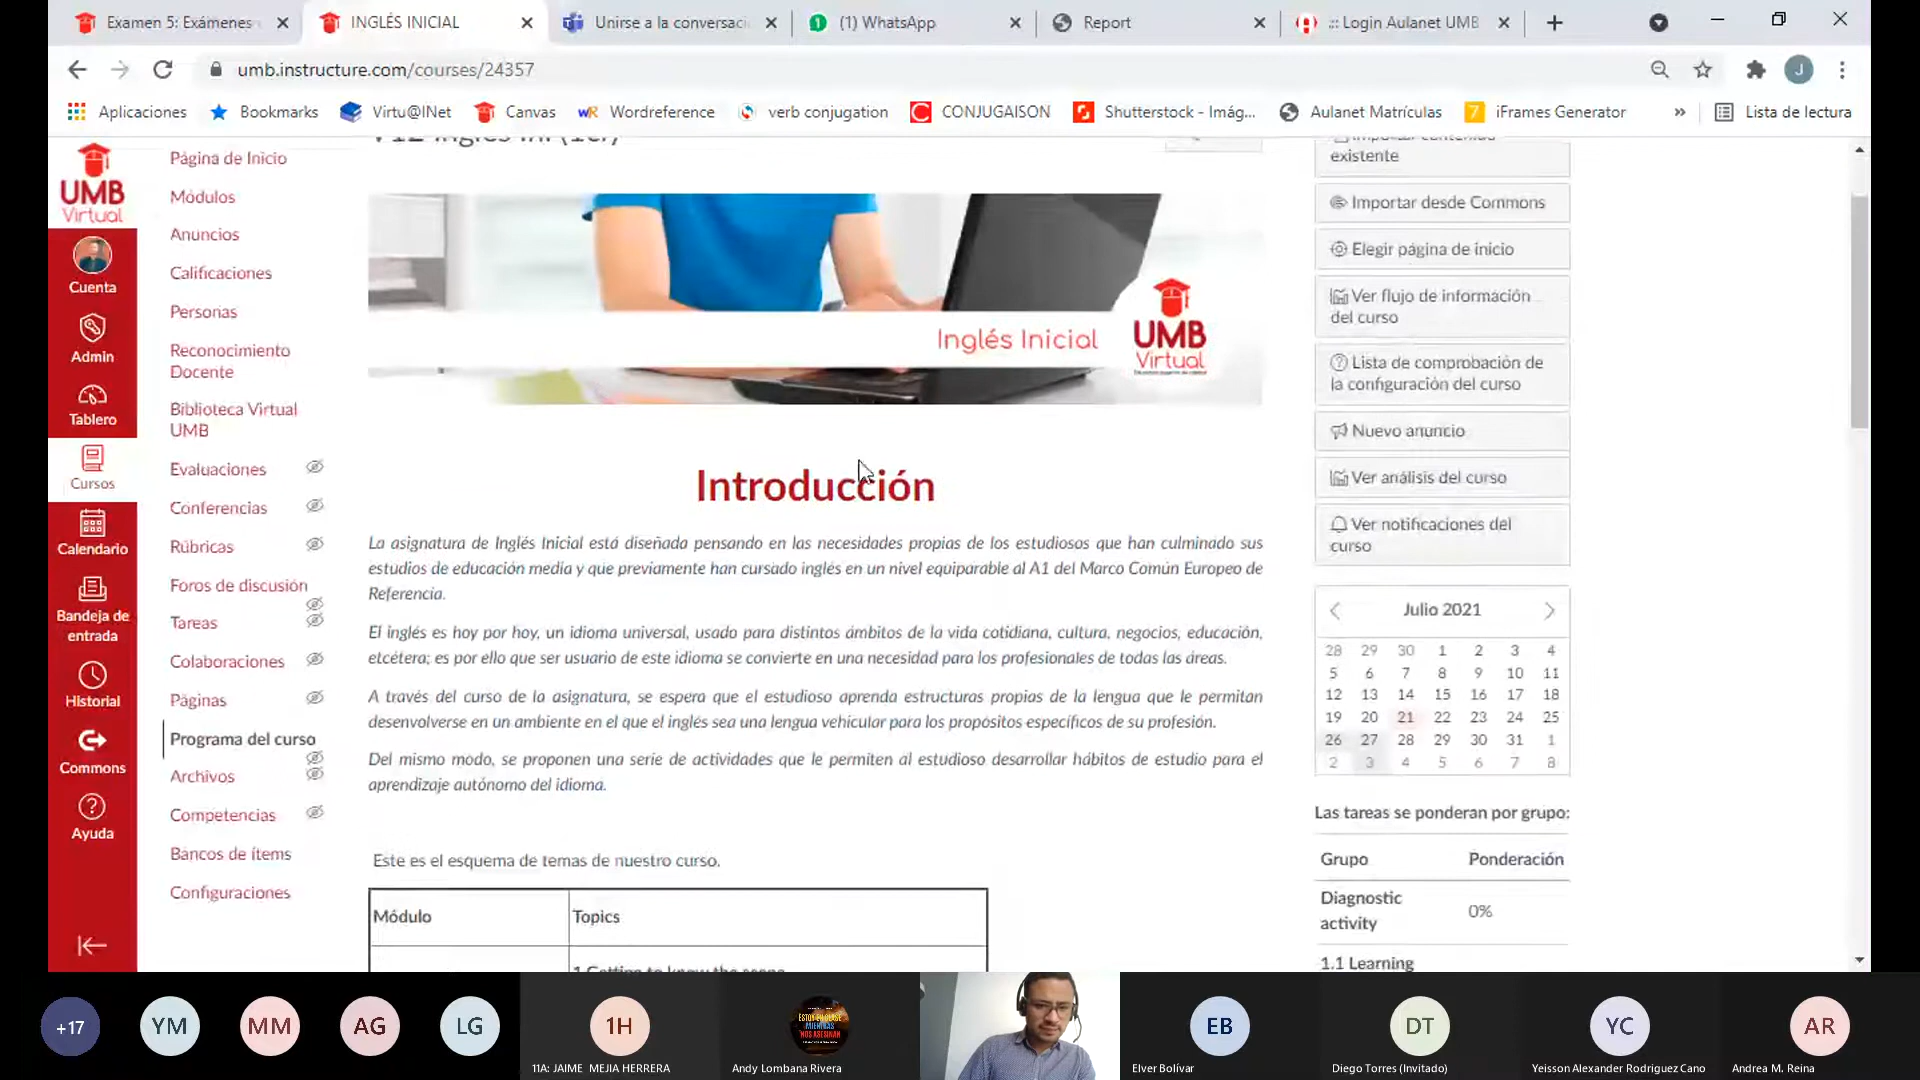 Examen 5: Exámenes
INGLÉS INICIAL
Unirse a la conversaci
(1) WhatsApp
Report
::: Login Aulanet UMB
umb.instructure.com/courses/24357
J
Aplicaciones
Bookmarks
Virtu@lNet
Canvas
Wordreference
verb conjugation
CONJUGAISON
Shutterstock - Imág...
Aulanet Matrículas
iFrames Generator
»
Lista de lectura
UMB
Virtual
Cuenta
Admin
Tablero
Cursos
Calendario
Bandeja de
entrada
Historial
Commons
Ayuda
Página de Inicio
Módulos
Anuncios
Calificaciones
Personas
Reconocimiento
Docente
Biblioteca Virtual
UMB
Evaluaciones
Conferencias
Rúbricas
Foros de discusión
Tareas
Colaboraciones
Páginas
Programa del curso
Archivos
Competencias
Bancos de ítems
Configuraciones
Inglés Inicial
UMB
Virtual
Introducción
La asignatura de Inglés Inicial está diseñada pensando en las necesidades propias de los estudiosos que han culminado sus
estudios de educación media y que previamente han cursado inglés en un nivel equiparable al A1 del Marco Común Europeo de
Referencia.
El inglés es hoy por hoy, un idioma universal, usado para distintos ámbitos de la vida cotidiana, cultura, negocios, educación,
etcétera; es por ello que ser usuario de este idioma se convierte en una necesidad para los profesionales de todas las áreas.
A través del curso de la asignatura, se espera que el estudioso aprenda estructuras propias de la lengua que le permitan
desenvolverse en un ambiente en el que el inglés sea una lengua vehicular para los propósitos específicos de su profesión.
Del mismo modo, se proponen una serie de actividades que le permiten al estudioso desarrollar hábitos de estudio para el
aprendizaje autónomo del idioma.
Este es el esquema de temas de nuestro curso.
Módulo
Topics
1 Getting to know the
existente
Importar desde Commons
Elegir página de inicio
Ver flujo de información
del curso
Lista de comprobación de
la configuración del curso
Nuevo anuncio
Ver análisis del curso
Ver notificaciones del
curso
Julio 2021
28 29 30 1 2 3 4
5 6 7 8 9 10 11
12 13 14 15 16 17 18
19 20 21 22 23 24 25
26 27 28 29 30 31 1
2 3 4 5 6 7 8
Las tareas se ponderan por grupo:
Grupo Ponderación
Diagnostic
activity
0%
1.1 Learning
+17
YM
MM
AG
LG
1H
11A: JAIME MEJIA HERRERA
ESTOY EN CLASE
MIENTRAS
NOS ASESINAN
Andy Lombana Rivera
EB
Elver Bolívar
DT
Diego Torres (Invitado)
YC
Yeisson Alexander Rodriguez Cano
AR
Andrea M. Reina